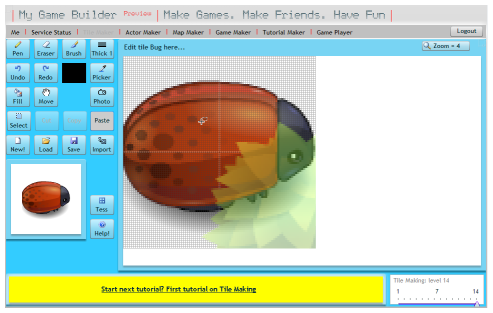 My Game Builder Preview | Make Games. Make Friends. Have Fun
Me | Service Status | Tile Maker | Actor Maker | Map Maker | Game Maker | Tutorial Maker | Game Player Logout
Pen Eraser Brush Thick 1
Edit tile Bug here... Zoom = 4
Undo Redo Picker
Fill Move Photo
Select Paste
New! Load Save Import
Tess
Help!
Start next tutorial? First tutorial on Tile Making
Tile Making: level 14
1 7 14